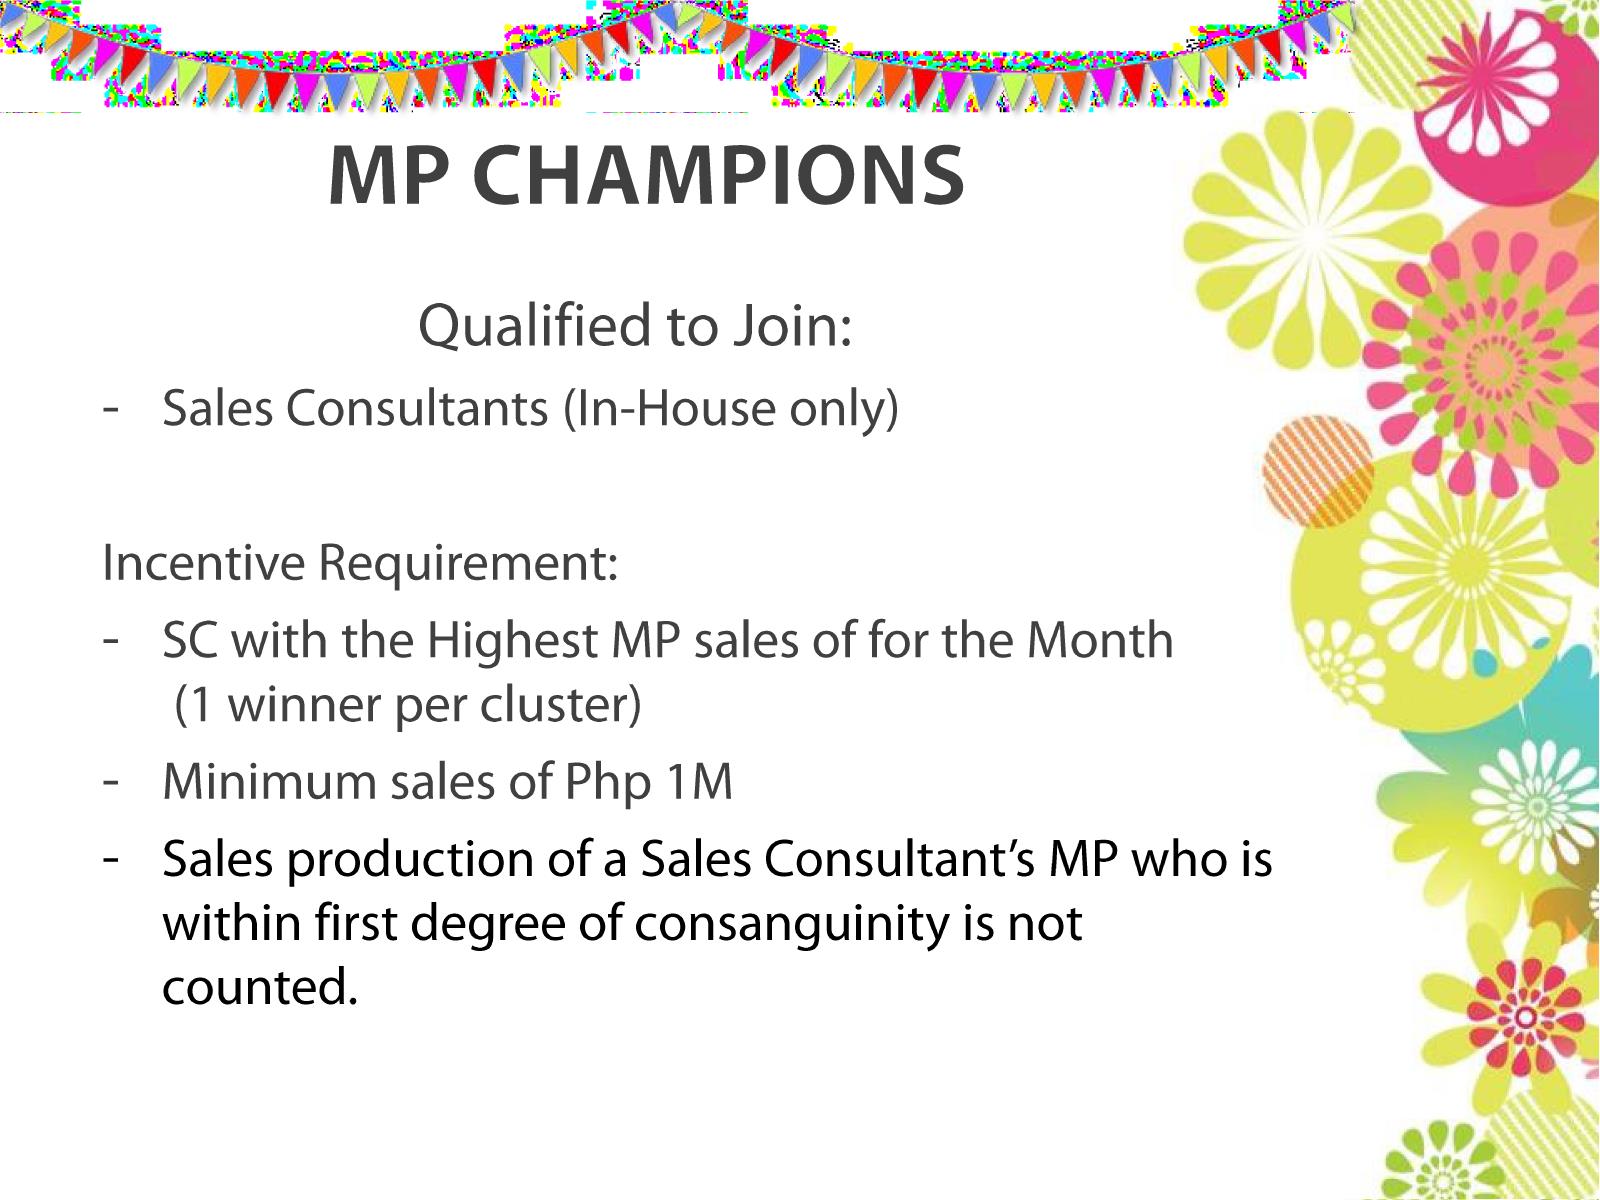 MP CHAMPIONS
Qualified to Join:
- Sales Consultants (In-House only)
Incentive Requirement:
- SC with the Highest MP sales of for the Month
(1 winner per cluster)
- Minimum sales of Php 1M
- Sales production of a Sales Consultant’s MP who is
within first degree of consanguinity is not
counted.